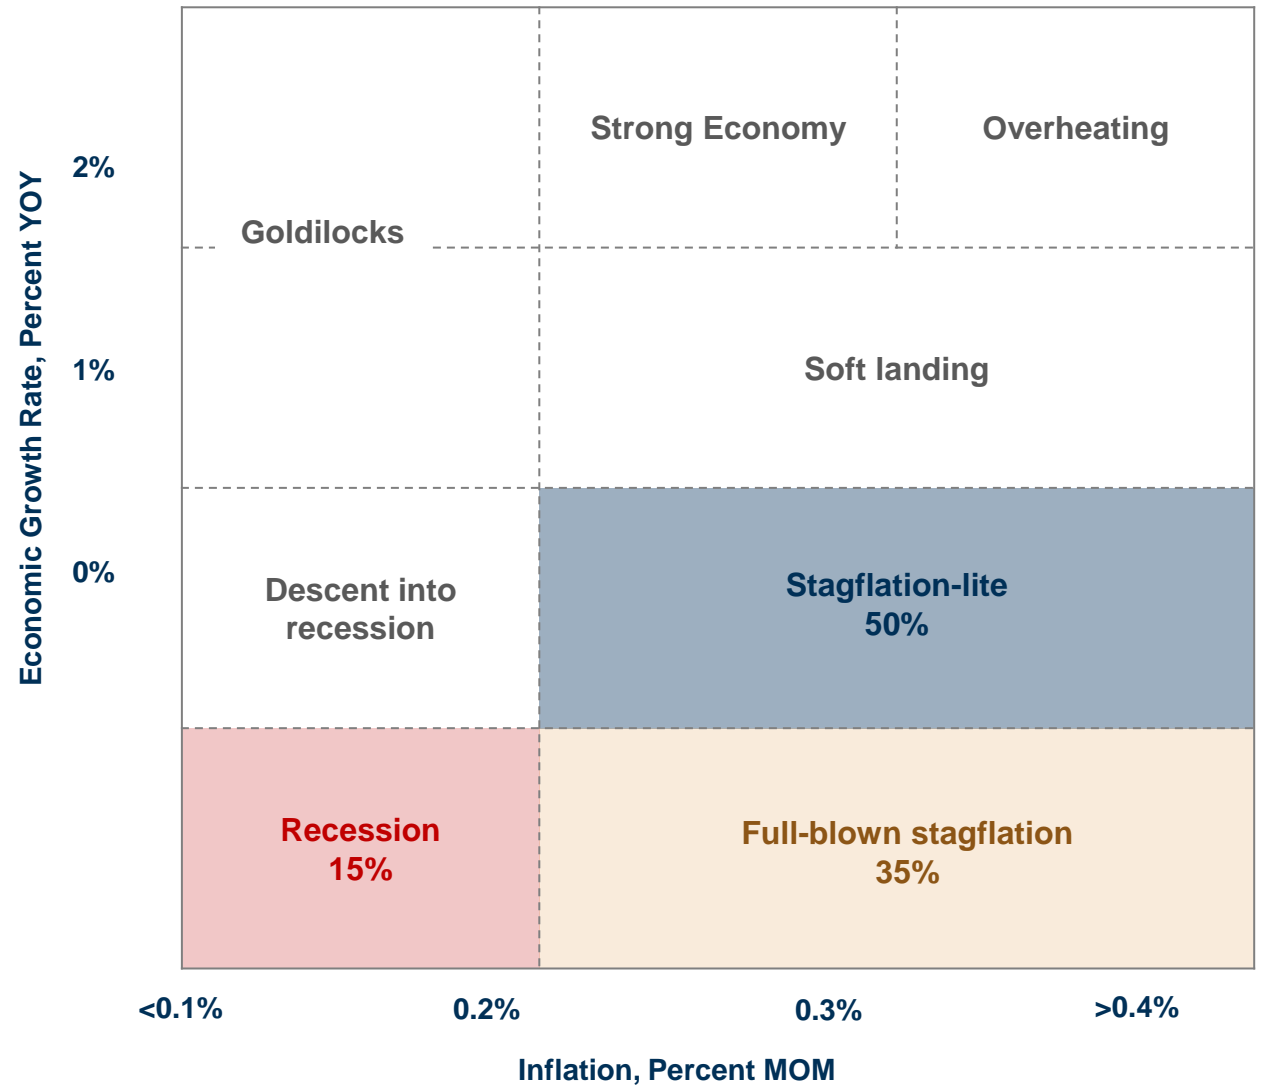 Economic Growth Rate, Percent YOY
2%
1%
0%
Strong Economy
Overheating
Goldilocks
Soft landing
Descent into
recession
Stagflation-lite
50%
Recession
15%
Full-blown stagflation
35%
<0.1%
0.2%
0.3%
>0.4%
Inflation, Percent MOM